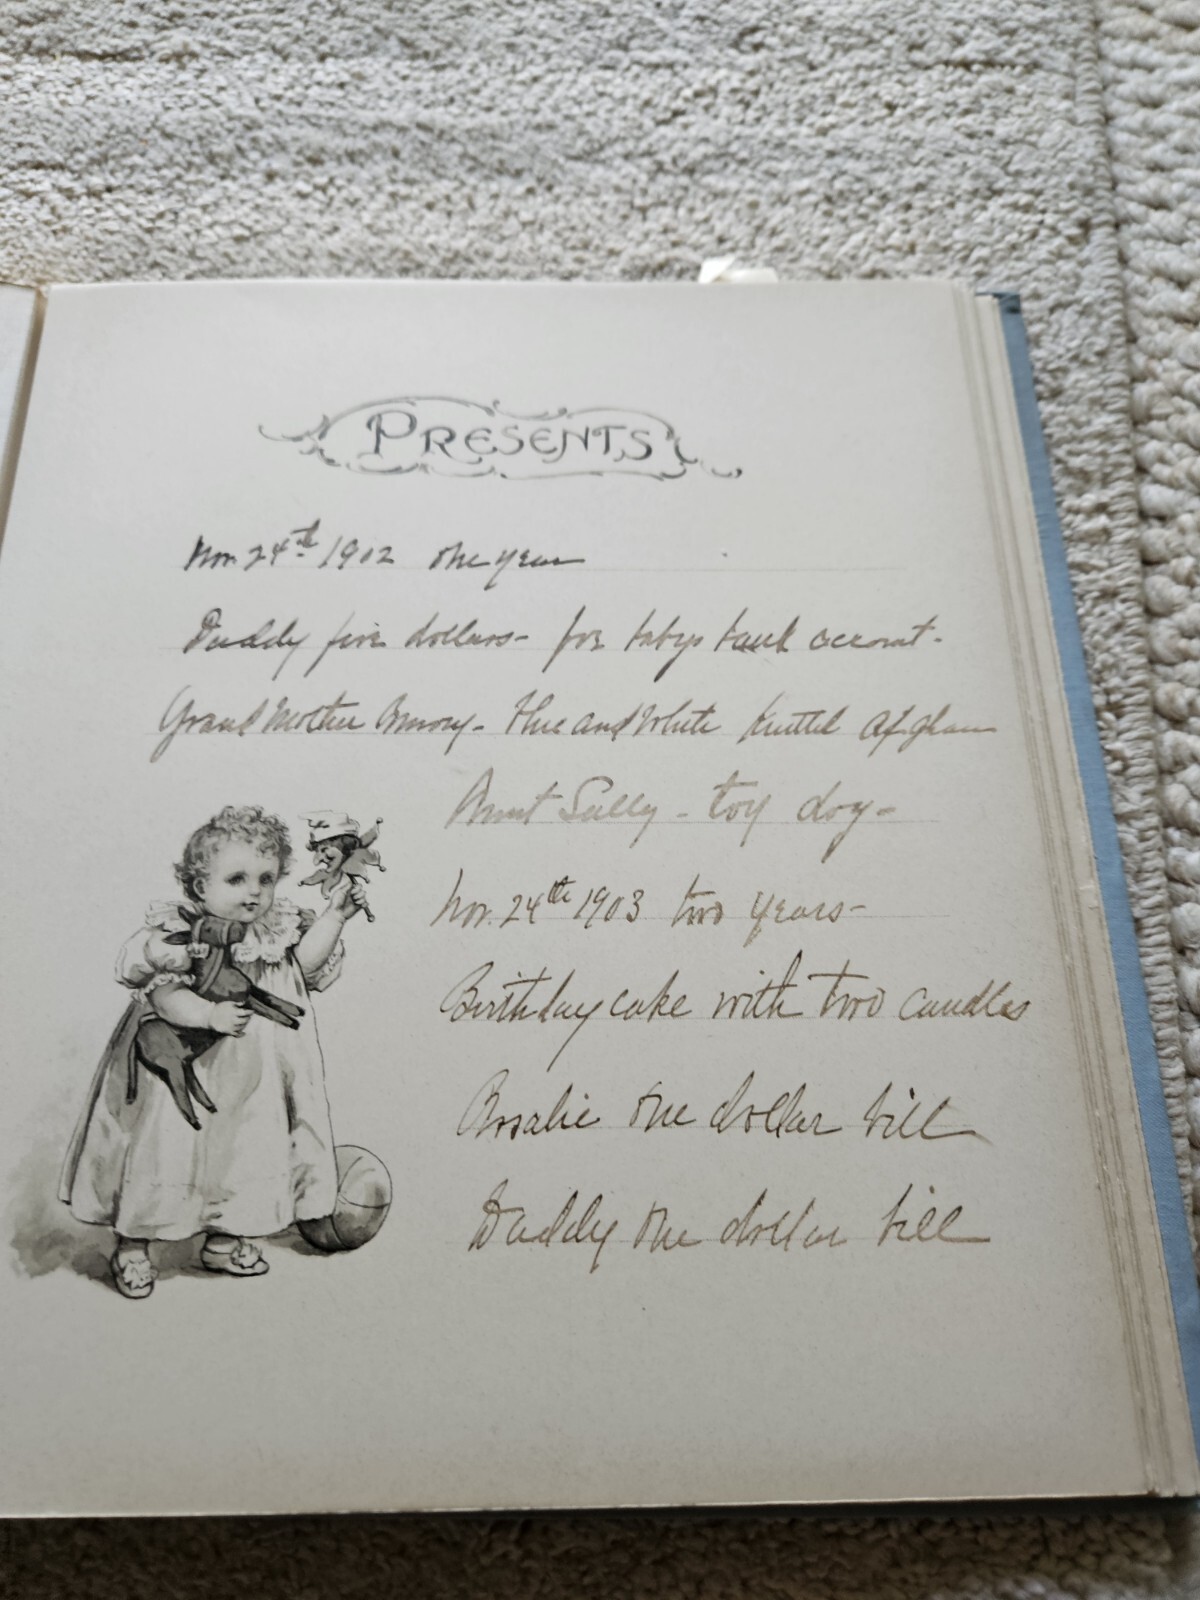 PRESENTS
Nov. 24th 1902 One year
Daddy five dollars - for babys bank account.
Grand Mother - Blue and White Knitted Afghan
Aunt Sally - toy dog -
Nov. 24th 1903 two years -
Birthday cake with two candles
Rosalie One dollar bill
Daddy One dollar bill